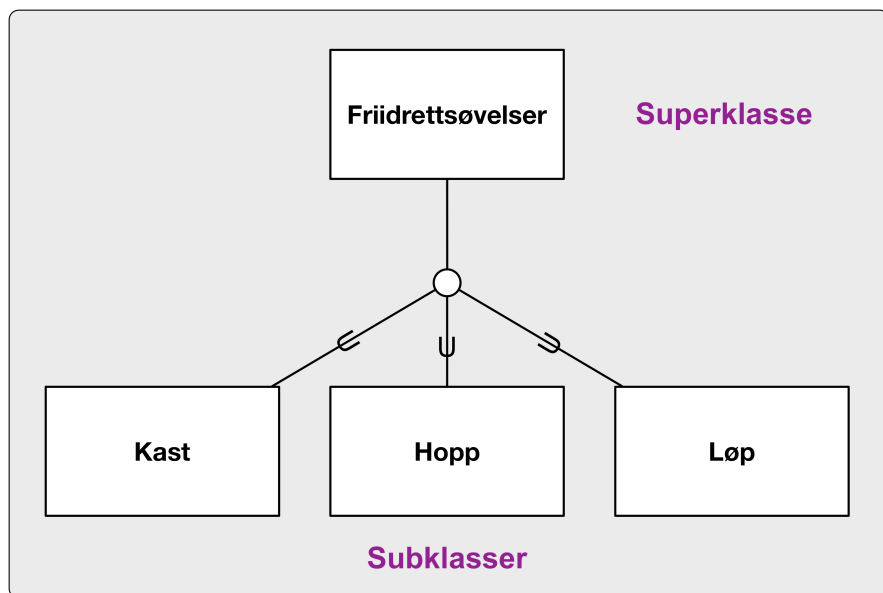 Friidrettsøvelser
Superklasse
Kast
Hopp
Løp
Subklasser